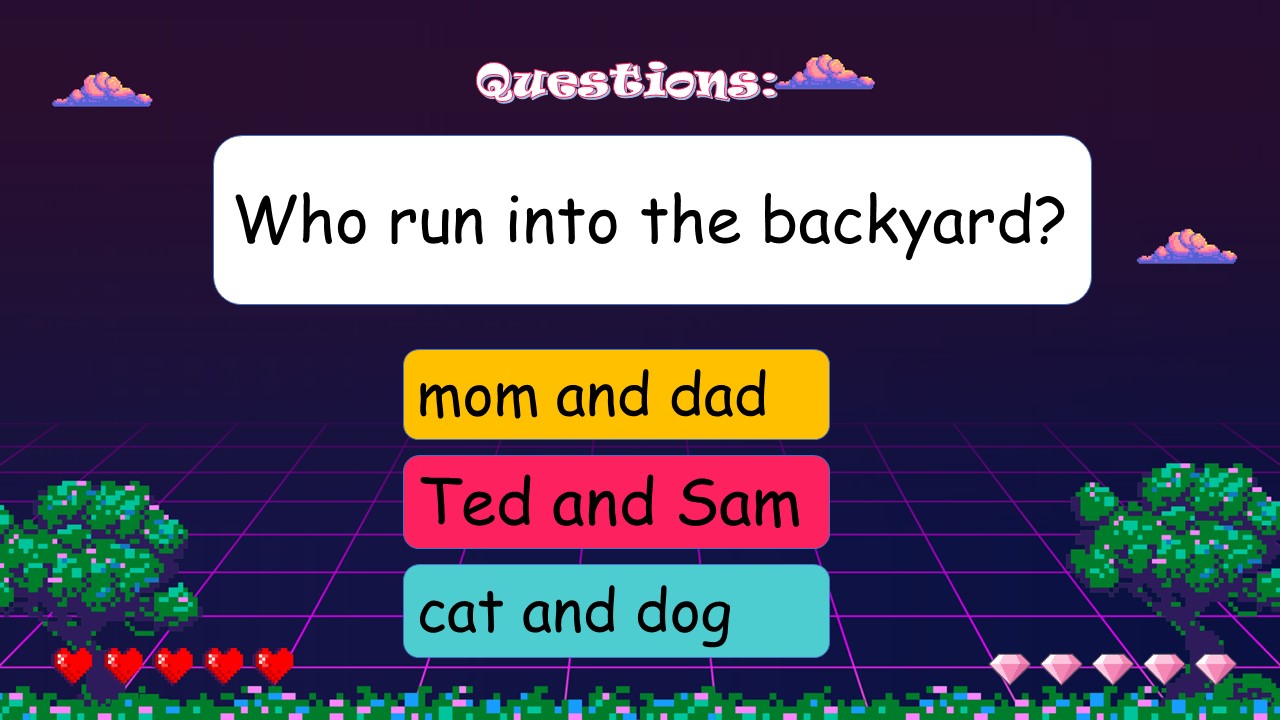 Questions:
Who run into the backyard?
mom and dad
Ted and Sam
cat and dog